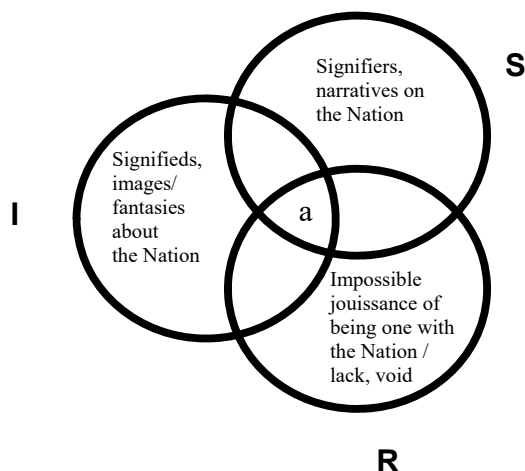 S
Signifiers,
narratives on
the Nation
I
Signifieds,
images/
fantasies
about
the Nation
a
Impossible
jouissance of
being one with
the Nation /
lack, void
R